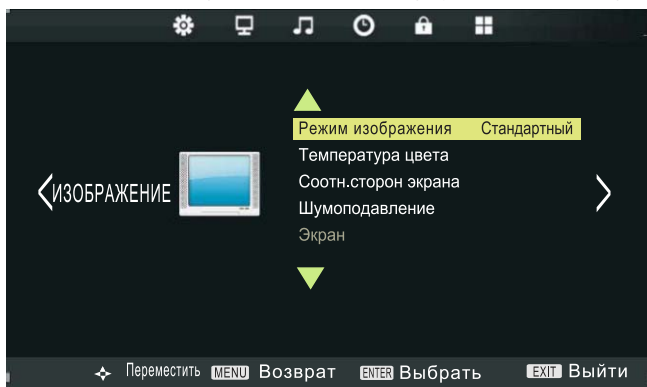 Режим изображения Стандартный
Температура цвета
Соотн.сторон экрана
ИЗОБРАЖЕНИЕ
Шумоподавление
Экран
Переместить MENU Возврат ENTER Выбрать EXIT Выйти